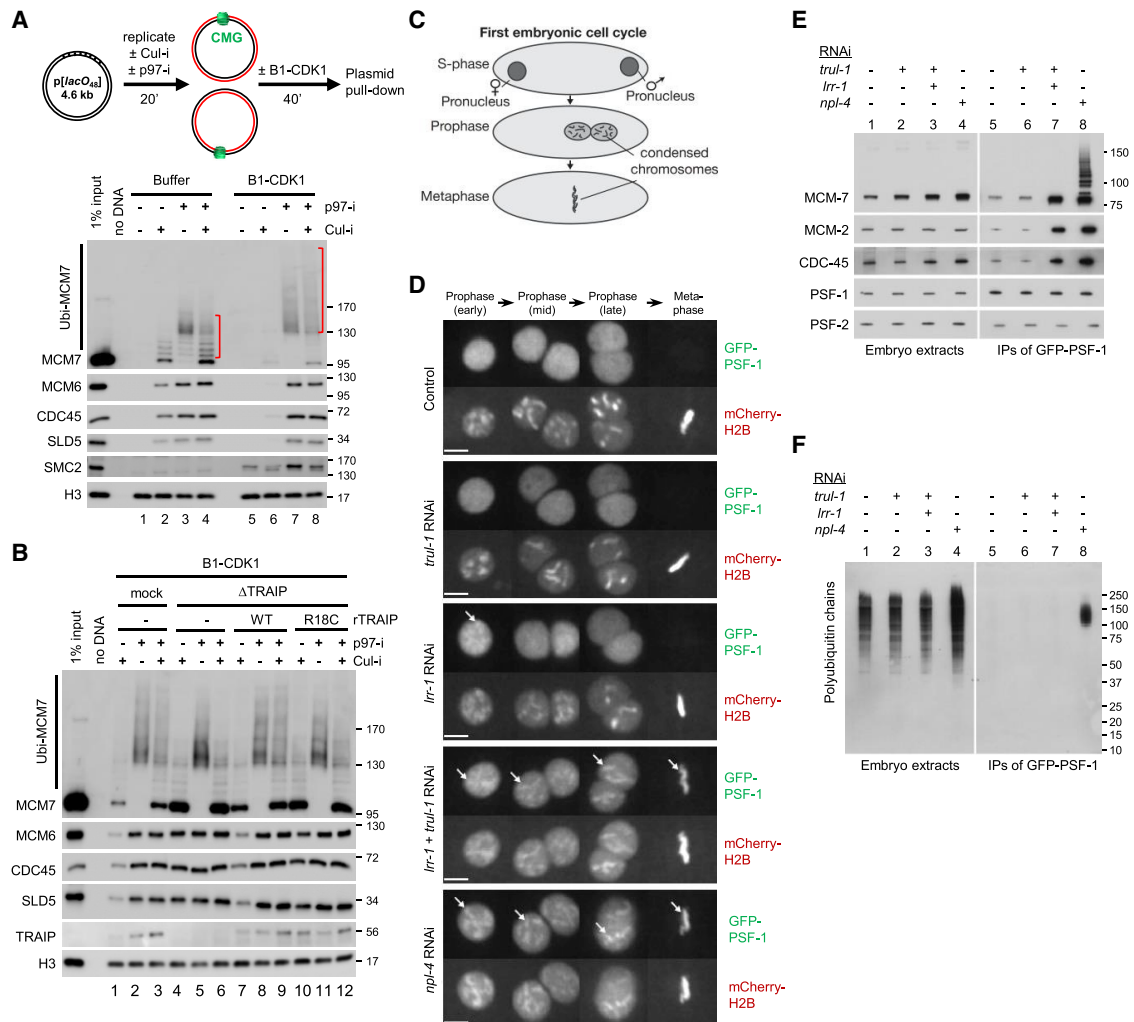 A
replicate
± Cul-i
± p97-i
20'
p[lacO48]
4.6 kb
CMG
± B1-CDK1
40'
Plasmid
pull-down
1% input
no DNA
Buffer
B1-CDK1
- - + + - - + + p97-i
- + - + - + - + Cul-i
Ubi-MCM7
170
130
MCM7
95
MCM6
130
95
CDC45
72
SLD5
34
SMC2
170
130
H3
17
1 2 3 4 5 6 7 8
B
B1-CDK1
mock
ΔTRAIP
- - WT R18C rTRAIP
1% input
no DNA
- + + - + + - + + - + + p97-i
+ - + + - + + - + + - + Cul-i
Ubi-MCM7
170
130
MCM7
95
MCM6
130
CDC45
72
SLD5
34
TRAIP
56
H3
17
1 2 3 4 5 6 7 8 9 10 11 12
C
First embryonic cell cycle
S-phase
♀
Pronucleus
♂
Pronucleus
Prophase
condensed
chromosomes
Metaphase
D
Prophase
(early)
Prophase
(mid)
Prophase
(late)
Meta-
phase
Control
GFP-
PSF-1
mCherry-
H2B
trul-1 RNAi
GFP-
PSF-1
mCherry-
H2B
lrr-1 RNAi
GFP-
PSF-1
mCherry-
H2B
lrr-1 + trul-1 RNAi
GFP-
PSF-1
mCherry-
H2B
npl-4 RNAi
GFP-
PSF-1
mCherry-
H2B
E
RNAi
trul-1 - + + - - + + -
lrr-1 - - + - - - + -
npl-4 - - - + - - - +
1 2 3 4 5 6 7 8
MCM-7
150
100
75
MCM-2
CDC-45
PSF-1
PSF-2
Embryo extracts
IPs of GFP-PSF-1
F
RNAi
trul-1 - + + - - + + -
lrr-1 - - + - - - + -
npl-4 - - - + - - - +
1 2 3 4 5 6 7 8
Polyubiquitin chains
250
150
100
75
50
37
25
20
15
10
Embryo extracts
IPs of GFP-PSF-1